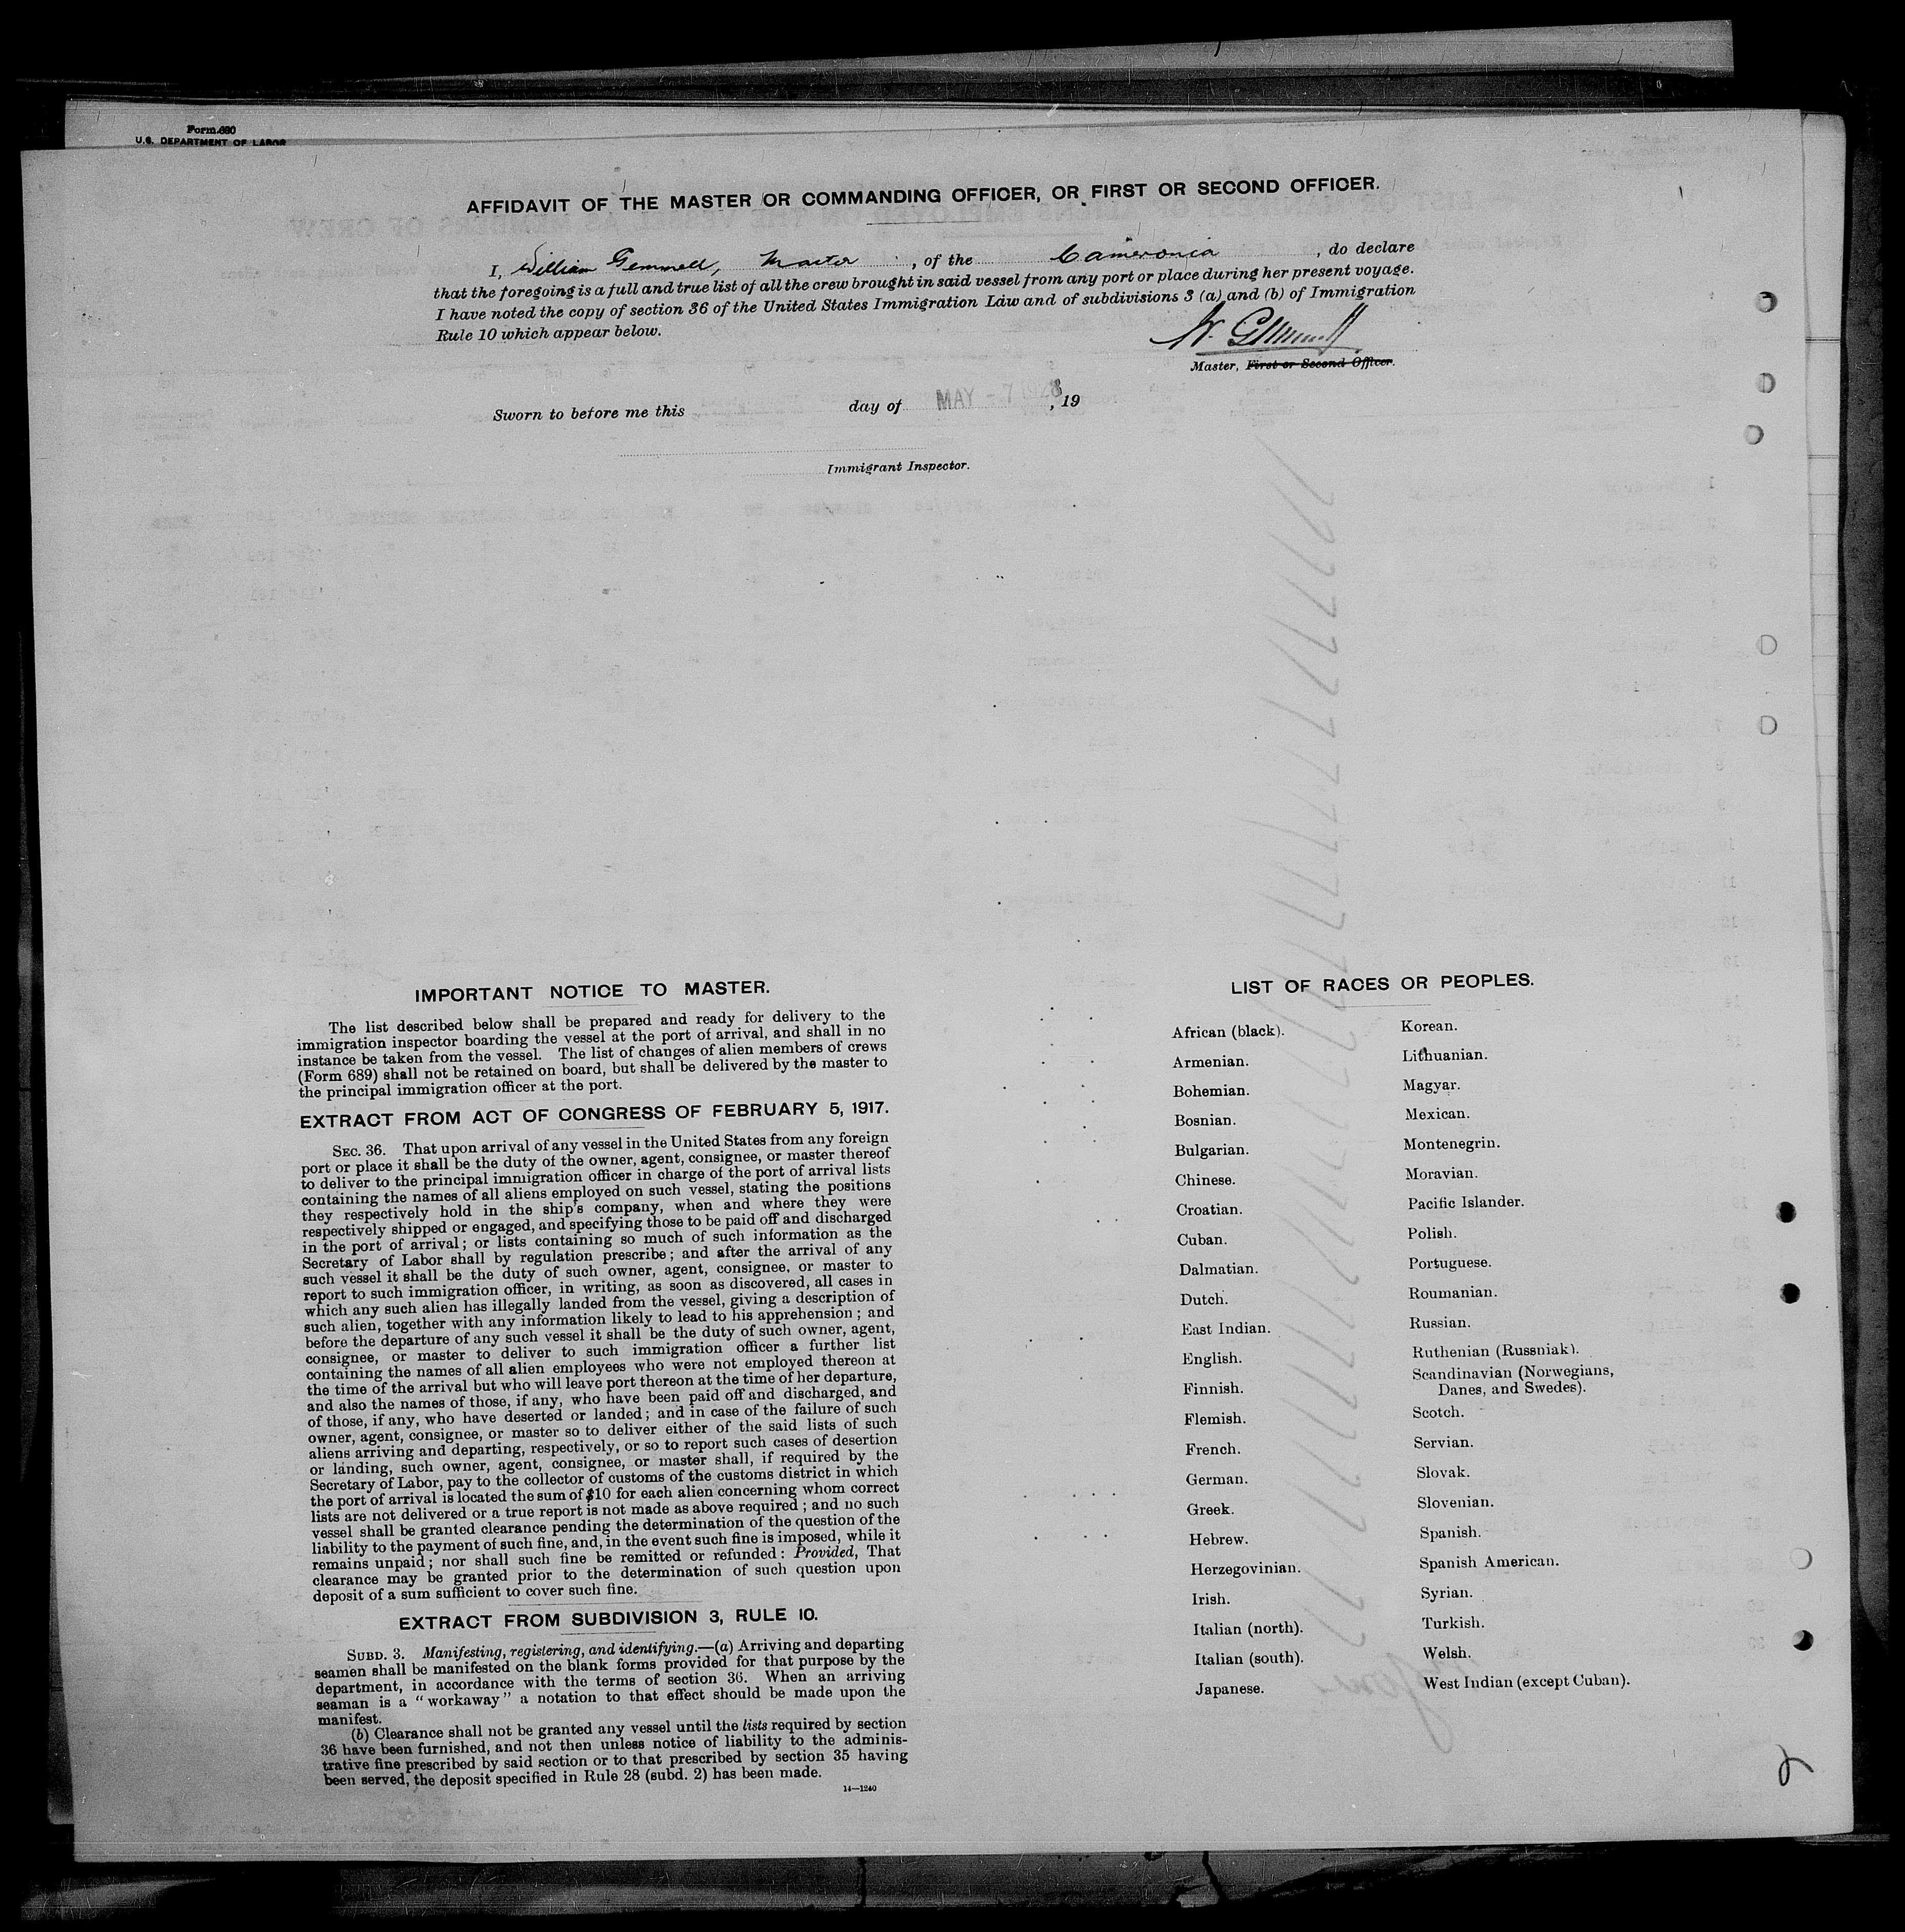 Form 680
U.S. DEPARTMENT OF LABOR
AFFIDAVIT OF THE MASTER OR COMMANDING OFFICER, OR FIRST OR SECOND OFFICER.
I, William Gemmell, Master, of the Cameronia, do declare
that the foregoing is a full and true list of all the crew brought in said vessel from any port or place during her present voyage.
I have noted the copy of section 36 of the United States Immigration Law and of subdivisions 3 (a) and (b) of Immigration
Rule 10 which appear below.
W. Gemmell
Master, First or Second Officer.
Sworn to before me this day of MAY - 7 1928, 19
Immigrant Inspector.
IMPORTANT NOTICE TO MASTER.
The list described below shall be prepared and ready for delivery to the
immigration inspector boarding the vessel at the port of arrival, and shall in no
instance be taken from the vessel. The list of changes of alien members of crews
(Form 689) shall not be retained on board, but shall be delivered by the master to
the principal immigration officer at the port.
EXTRACT FROM ACT OF CONGRESS OF FEBRUARY 5, 1917.
SEC. 36. That upon arrival of any vessel in the United States from any foreign
port or place it shall be the duty of the owner, agent, consignee, or master thereof
to deliver to the principal immigration officer in charge of the port of arrival lists
containing the names of all aliens employed on such vessel, stating the positions
they respectively hold in the ship's company, when and where they were
respectively shipped or engaged, and specifying those to be paid off and discharged
in the port of arrival; or lists containing so much of such information as the
Secretary of Labor shall by regulation prescribe; and after the arrival of any
such vessel it shall be the duty of such owner, agent, consignee, or master to
report to such immigration officer, in writing, as soon as discovered, all cases in
which any such alien has illegally landed from the vessel, giving a description of
such alien, together with any information likely to lead to his apprehension; and
before the departure of any such vessel it shall be the duty of such owner, agent,
consignee, or master to deliver to such immigration officer a further list
containing the names of all alien employees who were not employed thereon at
the time of the arrival but who will leave port thereon at the time of her departure,
and also the names of those, if any, who have been paid off and discharged, and
of those, if any, who have deserted or landed; and in case of the failure of such
owner, agent, consignee, or master so to deliver either of the said lists of such
aliens arriving and departing, respectively, or so to report such cases of desertion
or landing, such owner, agent, consignee, or master shall, if required by the
Secretary of Labor, pay to the collector of customs of the customs district in which
the port of arrival is located the sum of $10 for each alien concerning whom correct
lists are not delivered or a true report is not made as above required; and no such
vessel shall be granted clearance pending the determination of the question of the
liability to the payment of such fine, and, in the event such fine is imposed, while it
remains unpaid; nor shall such fine be remitted or refunded: Provided, That
clearance may be granted prior to the determination of such question upon
deposit of a sum sufficient to cover such fine.
EXTRACT FROM SUBDIVISION 3, RULE 10.
SUBD. 3. Manifesting, registering, and identifying.—(a) Arriving and departing
seamen shall be manifested on the blank forms provided for that purpose by the
department, in accordance with the terms of section 36. When an arriving
seaman is a "workaway" a notation to that effect should be made upon the
manifest.
(b) Clearance shall not be granted any vessel until the lists required by section
36 have been furnished, and not then unless notice of liability to the adminis-
trative fine prescribed by said section or to that prescribed by section 35 having
been served, the deposit specified in Rule 28 (subd. 2) has been made.
14—1240
LIST OF RACES OR PEOPLES.
African (black).
Armenian.
Bohemian.
Bosnian.
Bulgarian.
Chinese.
Croatian.
Cuban.
Dalmatian.
Dutch.
East Indian.
English.
Finnish.
Flemish.
French.
German.
Greek.
Hebrew.
Herzegovinian.
Irish.
Italian (north).
Italian (south).
Japanese.
Korean.
Lithuanian.
Magyar.
Mexican.
Montenegrin.
Moravian.
Pacific Islander.
Polish.
Portuguese.
Roumanian.
Russian.
Ruthenian (Russniak).
Scandinavian (Norwegians,
Danes, and Swedes).
Scotch.
Servian.
Slovak.
Slovenian.
Spanish.
Spanish American.
Syrian.
Turkish.
Welsh.
West Indian (except Cuban).